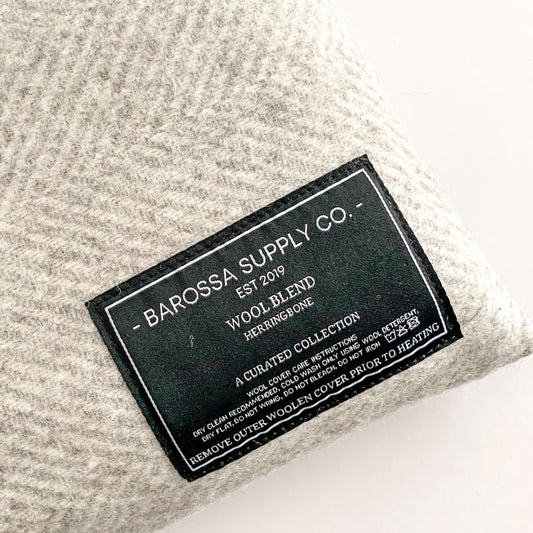 - BAROSSA SUPPLY CO. -
EST 2019
WOOL BLEND
HERRINGBONE
A CURATED COLLECTION
WOOL COVER CARE INSTRUCTIONS
DRY CLEAN RECOMMENDED, COLD WASH ONLY USING WOOL DETERGENT,
DRY FLAT, DO NOT WRING, DO NOT BLEACH, DO NOT IRON
REMOVE OUTER WOOLEN COVER PRIOR TO HEATING